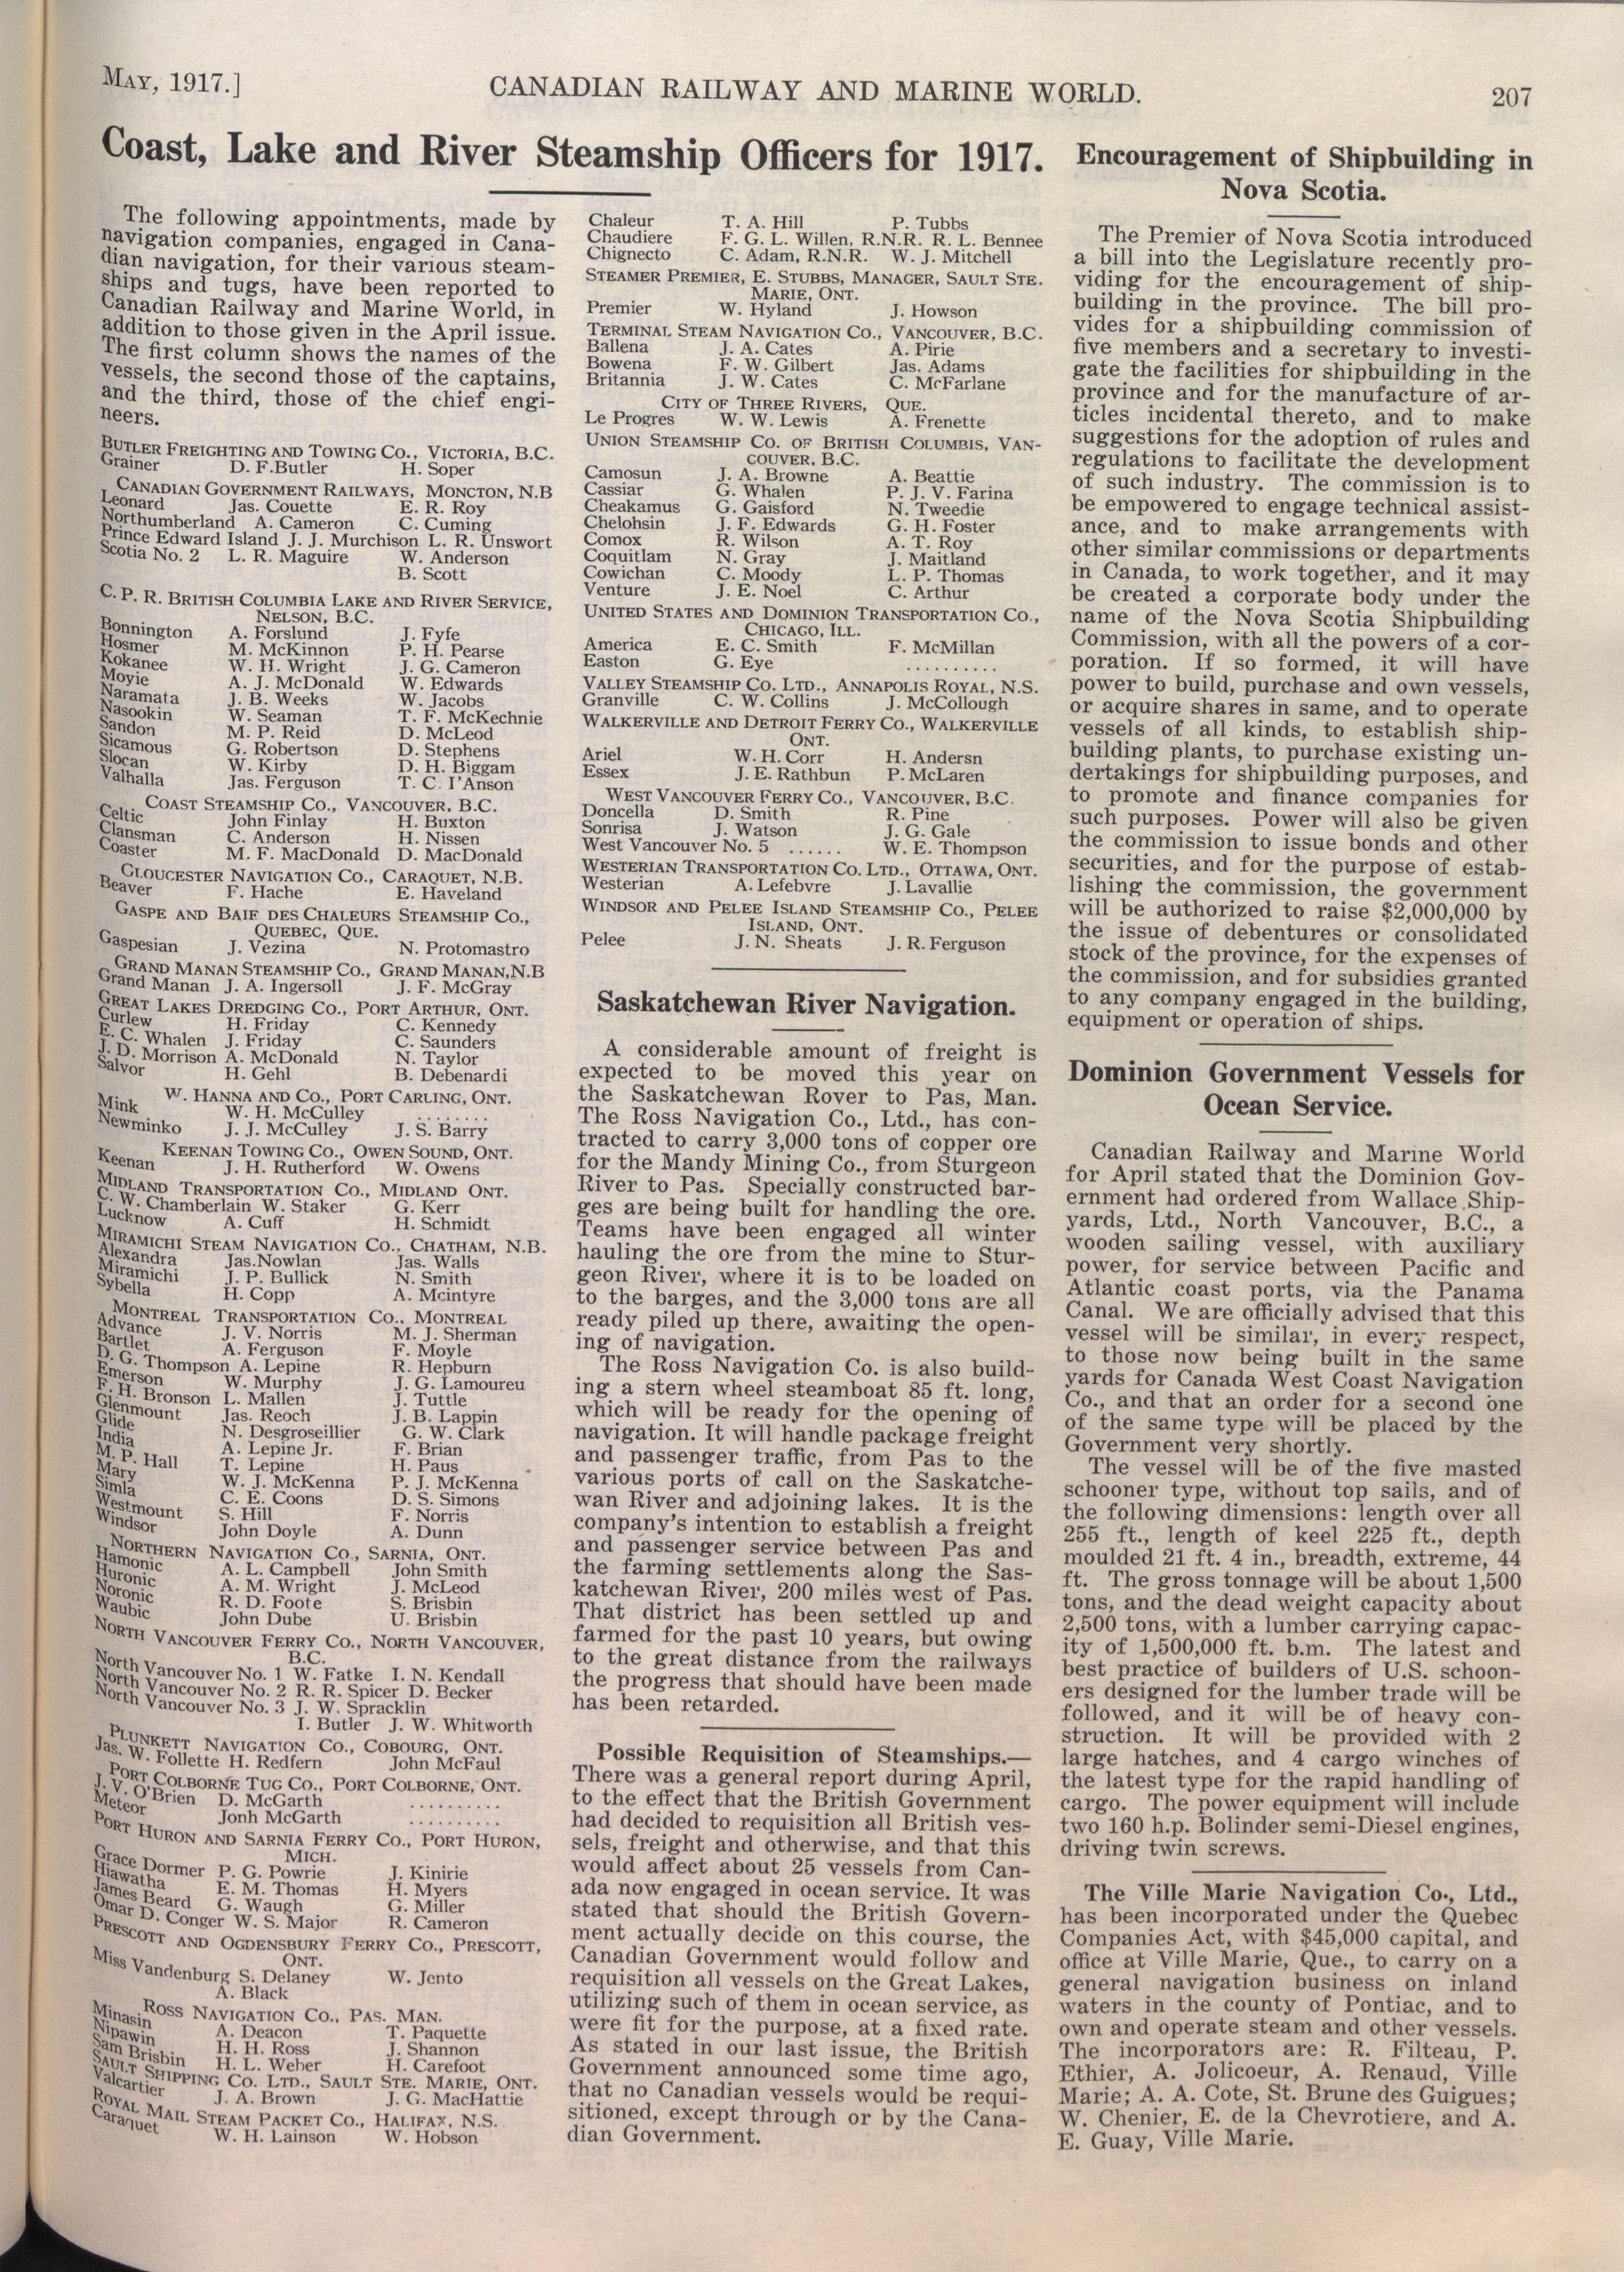 MAY, 1917.]
CANADIAN RAILWAY AND MARINE WORLD.
207
Coast, Lake and River Steamship Officers for 1917.
The following appointments, made by
navigation companies, engaged in Cana-
dian navigation, for their various steam-
ships and tugs, have been reported to
Canadian Railway and Marine World, in
addition to those given in the April issue.
The first column shows the names of the
vessels, the second those of the captains,
and the third, those of the chief engi-
neers.
BUTLER FREIGHTING AND TOWING CO., VICTORIA, B.C.
Grainer D. F.Butler H. Soper
CANADIAN GOVERNMENT RAILWAYS, MONCTON, N.B
Leonard Jas. Couette E. R. Roy
Northumberland A. Cameron C. Cuming
Prince Edward Island J. J. Murchison L. R. Unswort
Scotia No. 2 L. R. Maguire W. Anderson
B. Scott
C. P. R. BRITISH COLUMBIA LAKE AND RIVER SERVICE,
NELSON, B.C.
Bonnington A. Forslund J. Fyfe
Hosmer M. McKinnon P. H. Pearse
Kokanee W. H. Wright J. G. Cameron
Moyie A. J. McDonald W. Edwards
Naramata J. B. Weeks W. Jacobs
Nasookin W. Seaman T. F. McKechnie
Sandon M. P. Reid D. McLeod
Sicamous G. Robertson D. Stephens
Slocan W. Kirby D. H. Biggam
Valhalla Jas. Ferguson T. C. I'Anson
COAST STEAMSHIP CO., VANCOUVER, B.C.
Celtic John Finlay H. Buxton
Clansman C. Anderson H. Nissen
Coaster M. F. MacDonald D. MacDonald
GLOUCESTER NAVIGATION CO., CARAQUET, N.B.
Beaver F. Hache E. Haveland
GASPE AND BAIE DES CHALEURS STEAMSHIP CO.,
QUEBEC, QUE.
Gaspesian J. Vezina N. Protomastro
GRAND MANAN STEAMSHIP CO., GRAND MANAN,N.B
Grand Manan J. A. Ingersoll J. F. McGray
GREAT LAKES DREDGING CO., PORT ARTHUR, ONT.
Curlew H. Friday C. Kennedy
E. C. Whalen J. Friday C. Saunders
J. D. Morrison A. McDonald N. Taylor
Salvor H. Gehl B. Debenardi
W. HANNA AND CO., PORT CARLING, ONT.
Mink W. H. McCulley ........
Newminko J. J. McCulley J. S. Barry
KEENAN TOWING CO., OWEN SOUND, ONT.
Keenan J. H. Rutherford W. Owens
MIDLAND TRANSPORTATION CO., MIDLAND ONT.
C. W. Chamberlain W. Staker G. Kerr
Lucknow A. Cuff H. Schmidt
MIRAMICHI STEAM NAVIGATION CO., CHATHAM, N.B.
Alexandra Jas.Nowlan Jas. Walls
Miramichi J. P. Bullick N. Smith
Sybella H. Copp A. Mcintyre
MONTREAL TRANSPORTATION CO., MONTREAL
Advance J. V. Norris M. J. Sherman
Bartlet A. Ferguson F. Moyle
D. G. Thompson A. Lepine R. Hepburn
Emerson W. Murphy J. G. Lamoureu
F. H. Bronson L. Mallen J. Tuttle
Glenmount Jas. Reoch J. B. Lappin
Glide N. Desgroseillier G. W. Clark
India A. Lepine Jr. F. Brian
M. P. Hall T. Lepine H. Paus
Mary W. J. McKenna P. J. McKenna
Simla C. E. Coons D. S. Simons
Westmount S. Hill F. Norris
Windsor John Doyle A. Dunn
NORTHERN NAVIGATION CO., SARNIA, ONT.
Hamonic A. L. Campbell John Smith
Huronic A. M. Wright J. McLeod
Noronic R. D. Foote S. Brisbin
Waubic John Dube U. Brisbin
NORTH VANCOUVER FERRY CO., NORTH VANCOUVER,
B.C.
North Vancouver No. 1 W. Fatke I. N. Kendall
North Vancouver No. 2 R. R. Spicer D. Becker
North Vancouver No. 3 J. W. Spracklin
I. Butler J. W. Whitworth
PLUNKETT NAVIGATION CO., COBOURG, ONT.
Jas. W. Follette H. Redfern John McFaul
PORT COLBORNE TUG CO., PORT COLBORNE, ONT.
J. V. O'Brien D. McGarth ..........
Meteor Jonh McGarth ..........
PORT HURON AND SARNIA FERRY CO., PORT HURON,
MICH.
Grace Dormer P. G. Powrie J. Kinirie
Hiawatha E. M. Thomas H. Myers
James Beard G. Waugh G. Miller
Omar D. Conger W. S. Major R. Cameron
PRESCOTT AND OGDENSBURY FERRY CO., PRESCOTT,
ONT.
Miss Vandenburg S. Delaney W. Jento
A. Black
ROSS NAVIGATION CO., PAS. MAN.
Minasin A. Deacon T. Paquette
Nipawin H. H. Ross J. Shannon
Sam Brisbin H. L. Weber H. Carefoot
SAULT SHIPPING CO. LTD., SAULT STE. MARIE, ONT.
Valcartier J. A. Brown J. G. MacHattie
ROYAL MAIL STEAM PACKET CO., HALIFAX, N.S.
Caraquet W. H. Lainson W. Hobson
Chaleur T. A. Hill P. Tubbs
Chaudiere F. G. L. Willen, R.N.R. R. L. Bennee
Chignecto C. Adam, R.N.R. W. J. Mitchell
STEAMER PREMIER, E. STUBBS, MANAGER, SAULT STE.
MARIE, ONT.
Premier W. Hyland J. Howson
TERMINAL STEAM NAVIGATION CO., VANCOUVER, B.C.
Ballena J. A. Cates A. Pirie
Bowena F. W. Gilbert Jas. Adams
Britannia J. W. Cates C. McFarlane
CITY OF THREE RIVERS, QUE.
Le Progres W. W. Lewis A. Frenette
UNION STEAMSHIP CO. OF BRITISH COLUMBIS, VAN-
COUVER, B.C.
Camosun J. A. Browne A. Beattie
Cassiar G. Whalen P. J. V. Farina
Cheakamus G. Gaisford N. Tweedie
Chelohsin J. F. Edwards G. H. Foster
Comox R. Wilson A. T. Roy
Coquitlam N. Gray J. Maitland
Cowichan C. Moody L. P. Thomas
Venture J. E. Noel C. Arthur
UNITED STATES AND DOMINION TRANSPORTATION CO.,
CHICAGO, ILL.
America E. C. Smith F. McMillan
Easton G. Eye ..........
VALLEY STEAMSHIP CO. LTD., ANNAPOLIS ROYAL, N.S.
Granville C. W. Collins J. McCollough
WALKERVILLE AND DETROIT FERRY CO., WALKERVILLE
ONT.
Ariel W. H. Corr H. Andersn
Essex J. E. Rathbun P. McLaren
WEST VANCOUVER FERRY CO., VANCOUVER, B.C.
Doncella D. Smith R. Pine
Sonrisa J. Watson J. G. Gale
West Vancouver No. 5 ...... W. E. Thompson
WESTERIAN TRANSPORTATION CO. LTD., OTTAWA, ONT.
Westerian A. Lefebvre J. Lavallie
WINDSOR AND PELEE ISLAND STEAMSHIP CO., PELEE
ISLAND, ONT.
Pelee J. N. Sheats J. R. Ferguson
Saskatchewan River Navigation.
A considerable amount of freight is
expected to be moved this year on
the Saskatchewan Rover to Pas, Man.
The Ross Navigation Co., Ltd., has con-
tracted to carry 3,000 tons of copper ore
for the Mandy Mining Co., from Sturgeon
River to Pas. Specially constructed bar-
ges are being built for handling the ore.
Teams have been engaged all winter
hauling the ore from the mine to Stur-
geon River, where it is to be loaded on
to the barges, and the 3,000 tons are all
ready piled up there, awaiting the open-
ing of navigation.
The Ross Navigation Co. is also build-
ing a stern wheel steamboat 85 ft. long,
which will be ready for the opening of
navigation. It will handle package freight
and passenger traffic, from Pas to the
various ports of call on the Saskatche-
wan River and adjoining lakes. It is the
company's intention to establish a freight
and passenger service between Pas and
the farming settlements along the Sas-
katchewan River, 200 miles west of Pas.
That district has been settled up and
farmed for the past 10 years, but owing
to the great distance from the railways
the progress that should have been made
has been retarded.
Possible Requisition of Steamships.—
There was a general report during April,
to the effect that the British Government
had decided to requisition all British ves-
sels, freight and otherwise, and that this
would affect about 25 vessels from Can-
ada now engaged in ocean service. It was
stated that should the British Govern-
ment actually decide on this course, the
Canadian Government would follow and
requisition all vessels on the Great Lakes,
utilizing such of them in ocean service, as
were fit for the purpose, at a fixed rate.
As stated in our last issue, the British
Government announced some time ago,
that no Canadian vessels would be requi-
sitioned, except through or by the Cana-
dian Government.
Encouragement of Shipbuilding in
Nova Scotia.
The Premier of Nova Scotia introduced
a bill into the Legislature recently pro-
viding for the encouragement of ship-
building in the province. The bill pro-
vides for a shipbuilding commission of
five members and a secretary to investi-
gate the facilities for shipbuilding in the
province and for the manufacture of ar-
ticles incidental thereto, and to make
suggestions for the adoption of rules and
regulations to facilitate the development
of such industry. The commission is to
be empowered to engage technical assist-
ance, and to make arrangements with
other similar commissions or departments
in Canada, to work together, and it may
be created a corporate body under the
name of the Nova Scotia Shipbuilding
Commission, with all the powers of a cor-
poration. If so formed, it will have
power to build, purchase and own vessels,
or acquire shares in same, and to operate
vessels of all kinds, to establish ship-
building plants, to purchase existing un-
dertakings for shipbuilding purposes, and
to promote and finance companies for
such purposes. Power will also be given
the commission to issue bonds and other
securities, and for the purpose of estab-
lishing the commission, the government
will be authorized to raise $2,000,000 by
the issue of debentures or consolidated
stock of the province, for the expenses of
the commission, and for subsidies granted
to any company engaged in the building,
equipment or operation of ships.
Dominion Government Vessels for
Ocean Service.
Canadian Railway and Marine World
for April stated that the Dominion Gov-
ernment had ordered from Wallace Ship-
yards, Ltd., North Vancouver, B.C., a
wooden sailing vessel, with auxiliary
power, for service between Pacific and
Atlantic coast ports, via the Panama
Canal. We are officially advised that this
vessel will be similar, in every respect,
to those now being built in the same
yards for Canada West Coast Navigation
Co., and that an order for a second one
of the same type will be placed by the
Government very shortly.
The vessel will be of the five masted
schooner type, without top sails, and of
the following dimensions: length over all
255 ft., length of keel 225 ft., depth
moulded 21 ft. 4 in., breadth, extreme, 44
ft. The gross tonnage will be about 1,500
tons, and the dead weight capacity about
2,500 tons, with a lumber carrying capac-
ity of 1,500,000 ft. b.m. The latest and
best practice of builders of U.S. schoon-
ers designed for the lumber trade will be
followed, and it will be of heavy con-
struction. It will be provided with 2
large hatches, and 4 cargo winches of
the latest type for the rapid handling of
cargo. The power equipment will include
two 160 h.p. Bolinder semi-Diesel engines,
driving twin screws.
The Ville Marie Navigation Co., Ltd.,
has been incorporated under the Quebec
Companies Act, with $45,000 capital, and
office at Ville Marie, Que., to carry on a
general navigation business on inland
waters in the county of Pontiac, and to
own and operate steam and other vessels.
The incorporators are: R. Filteau, P.
Ethier, A. Jolicoeur, A. Renaud, Ville
Marie; A. A. Cote, St. Brune des Guigues;
W. Chenier, E. de la Chevrotiere, and A.
E. Guay, Ville Marie.